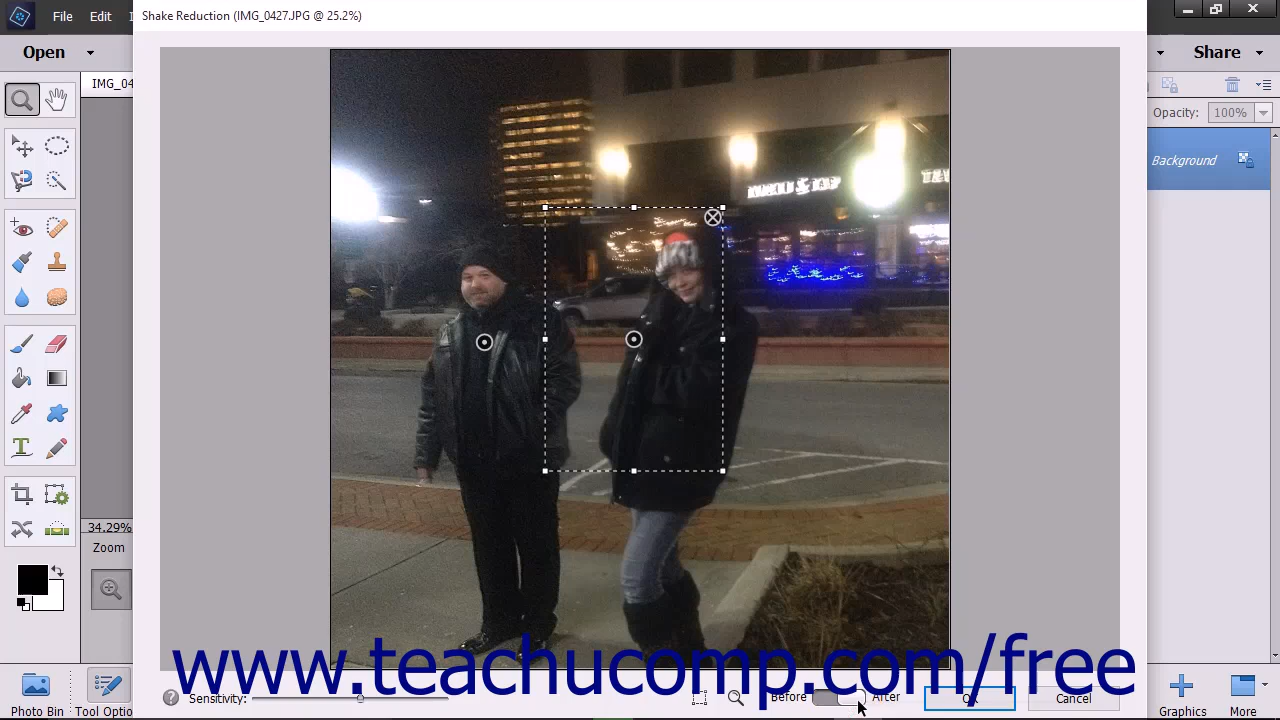 Shake Reduction (IMG_0427.JPG @ 25.2%)
File Edit
Open
Share
IMG_04
Opacity: 100%
Background
34.29%
Zoom
www.teachucomp.com/free
Sensitivity:
Before After
OK
Cancel
Photo Bin
Tool Optio
Graphics
More